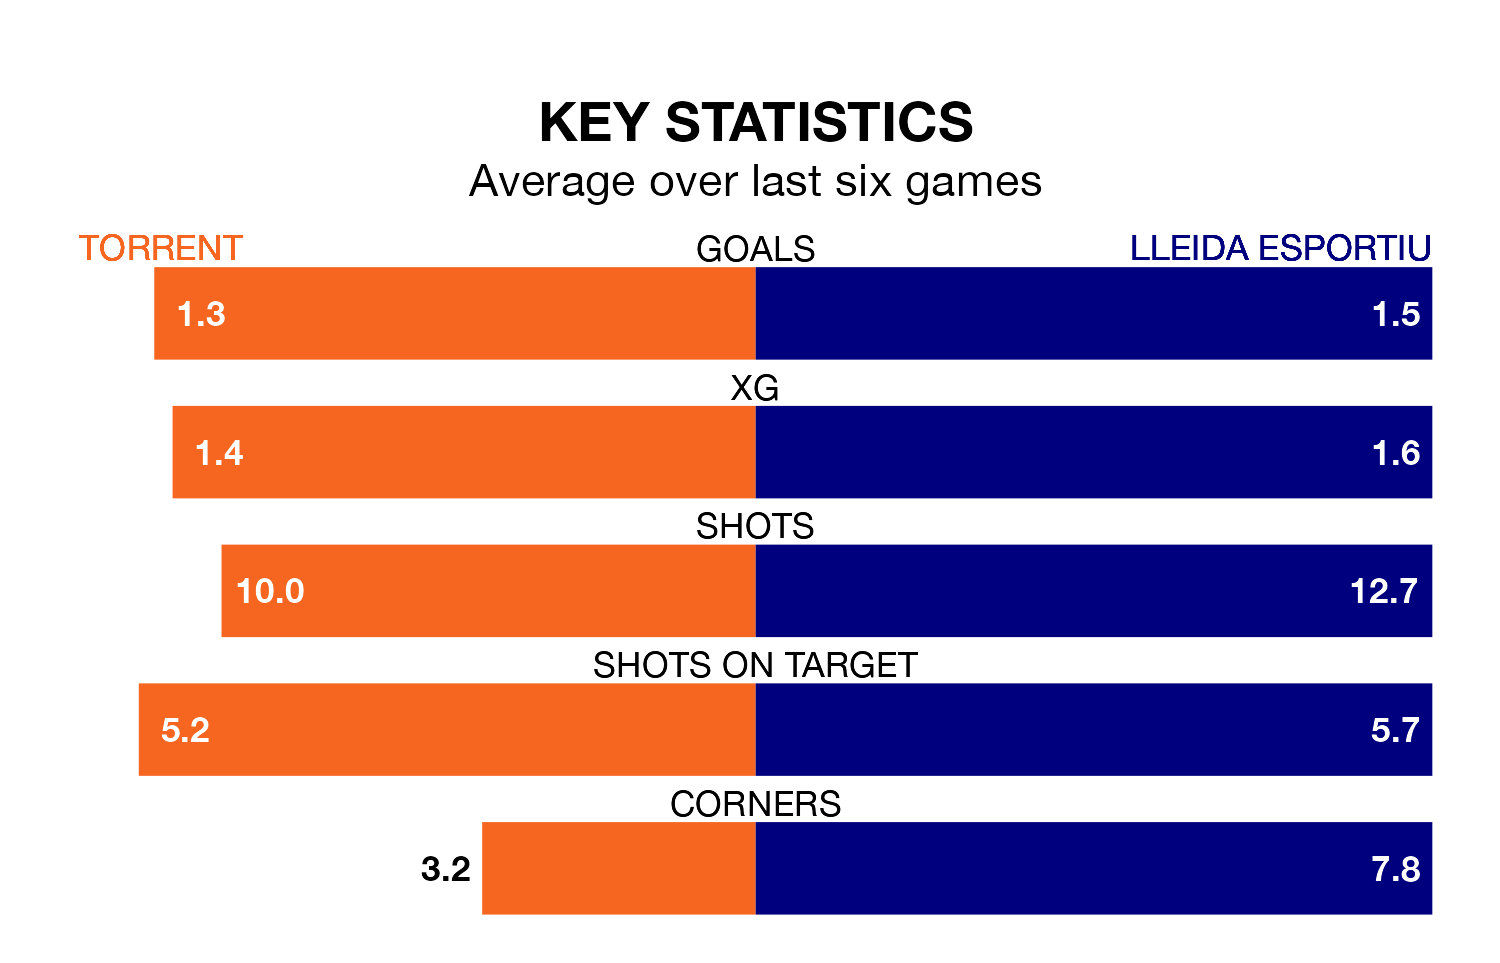 KEY STATISTICS
Average over last six games
TORRENT GOALS LLEIDA ESPORTIU
1.3 1.5
XG
1.4 1.6
SHOTS
10.0 12.7
SHOTS ON TARGET
5.2 5.7
CORNERS
3.2 7.8